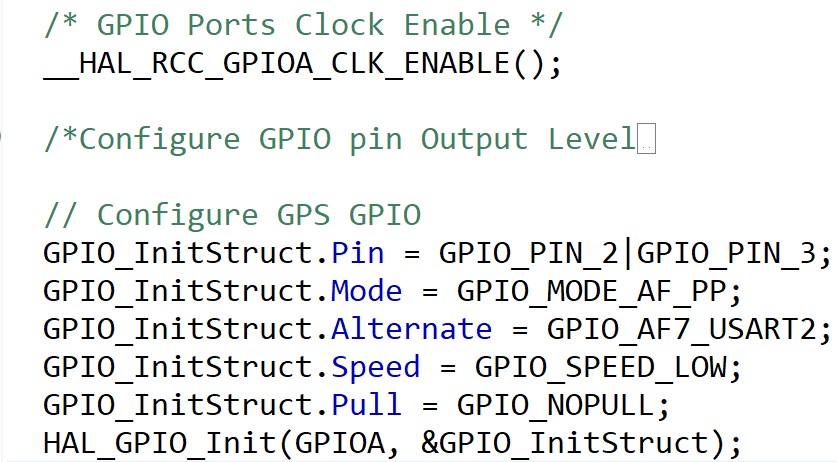 /* GPIO Ports Clock Enable */
__HAL_RCC_GPIOA_CLK_ENABLE();
/*Configure GPIO pin Output Level..
// Configure GPS GPIO
GPIO_InitStruct.Pin = GPIO_PIN_2|GPIO_PIN_3;
GPIO_InitStruct.Mode = GPIO_MODE_AF_PP;
GPIO_InitStruct.Alternate = GPIO_AF7_USART2;
GPIO_InitStruct.Speed = GPIO_SPEED_LOW;
GPIO_InitStruct.Pull = GPIO_NOPULL;
HAL_GPIO_Init(GPIOA, &GPIO_InitStruct);